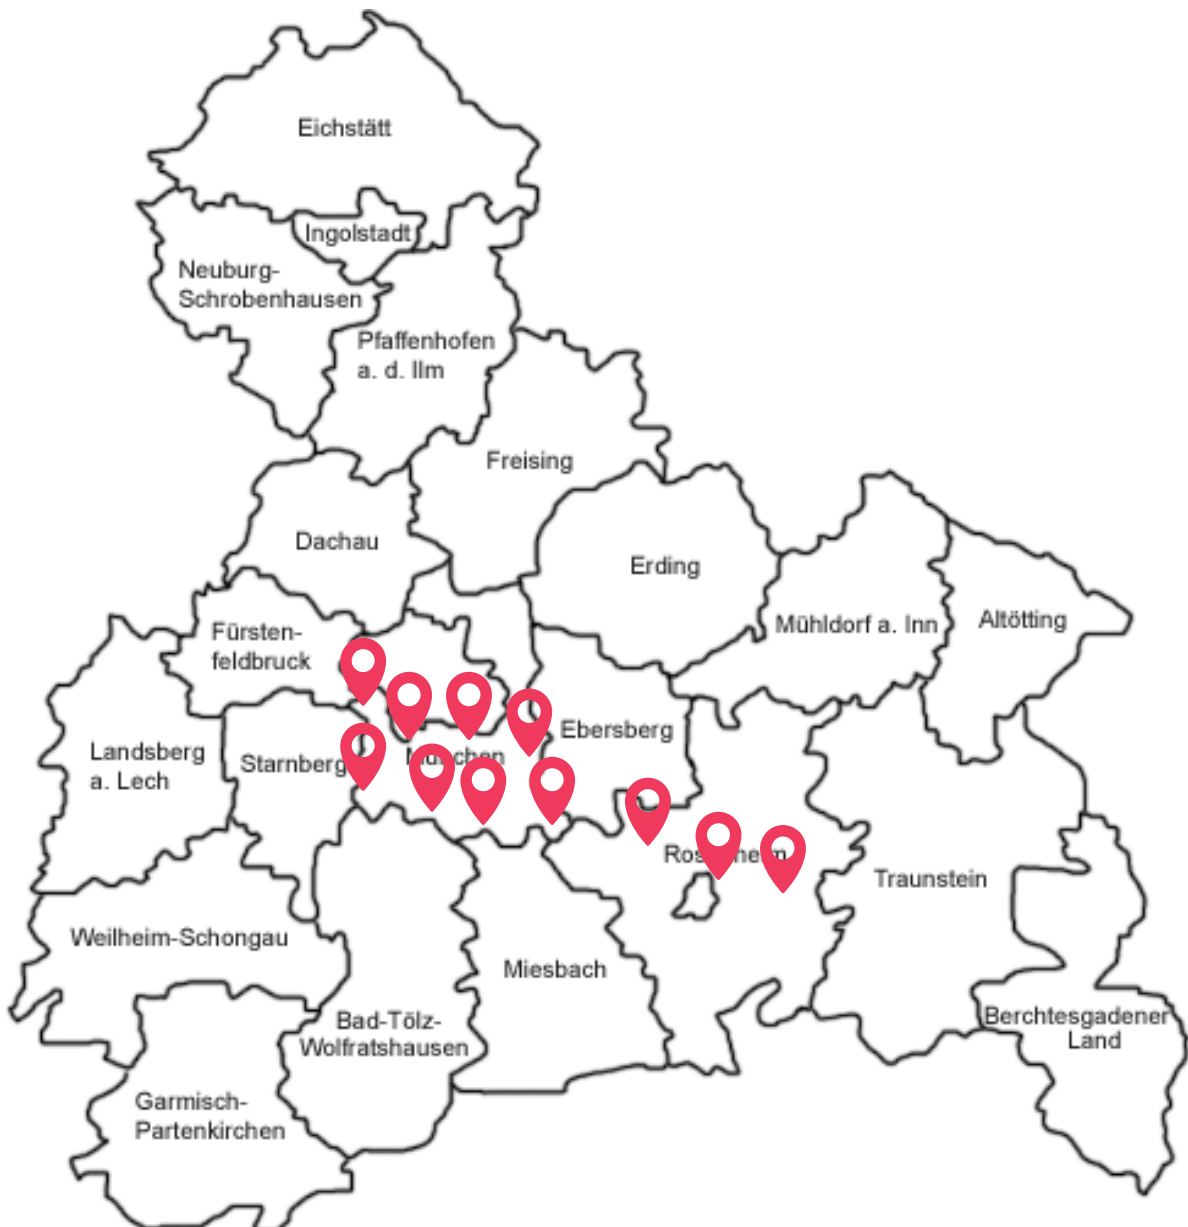 Eichstätt
Ingolstadt
Neuburg-
Schrobenhausen
Pfaffenhofen
a. d. Ilm
Freising
Dachau
Erding
Mühldorf a. Inn
Altötting
Fürsten-
feldbruck
Ebersberg
Landsberg
a. Lech
Starnberg
Traunstein
Weilheim-Schongau
Miesbach
Bad-Tölz-
Wolfratshausen
Berchtesgadener
Land
Garmisch-
Partenkirchen